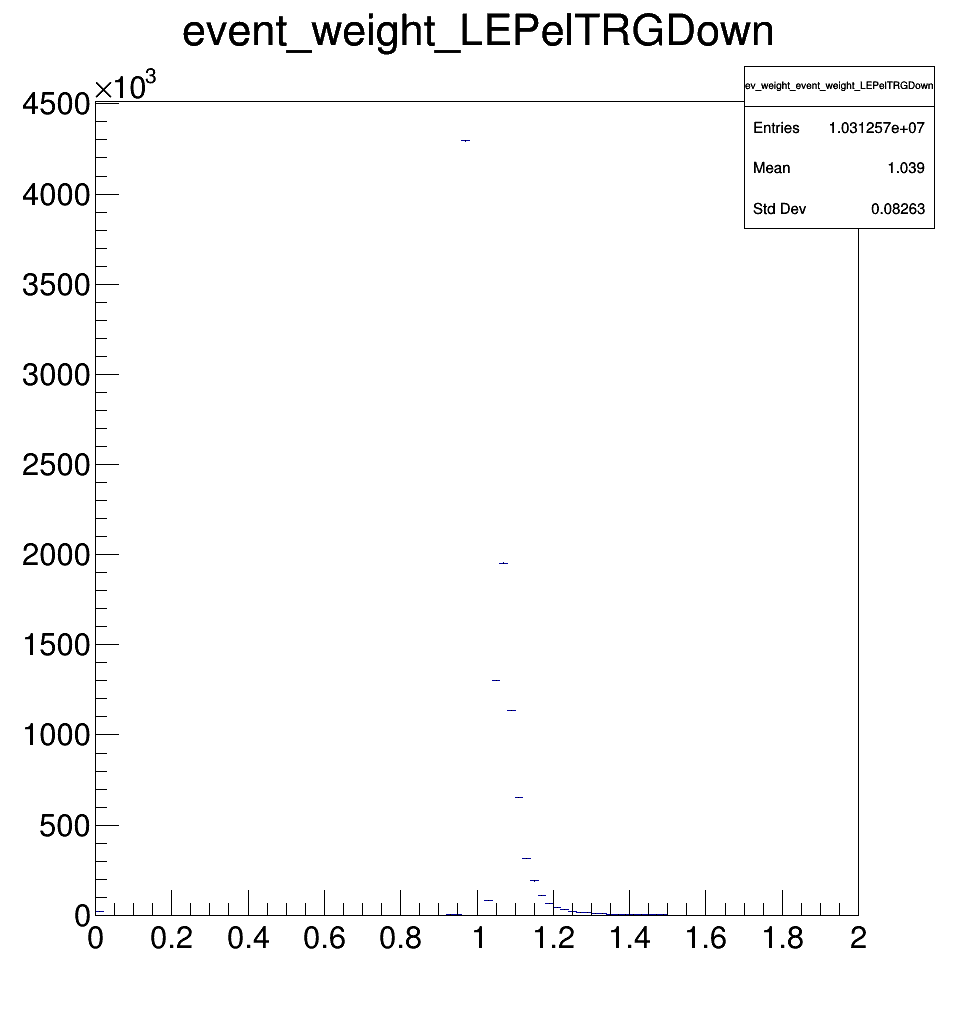 event_weight_LEPelTRGDown
×10³
ev_weight_event_weight_LEPelTRGDown
Entries 1.031257e+07
Mean 1.039
Std Dev 0.08263
4500
4000
3500
3000
2500
2000
1500
1000
500
0
0 0.2 0.4 0.6 0.8 1 1.2 1.4 1.6 1.8 2